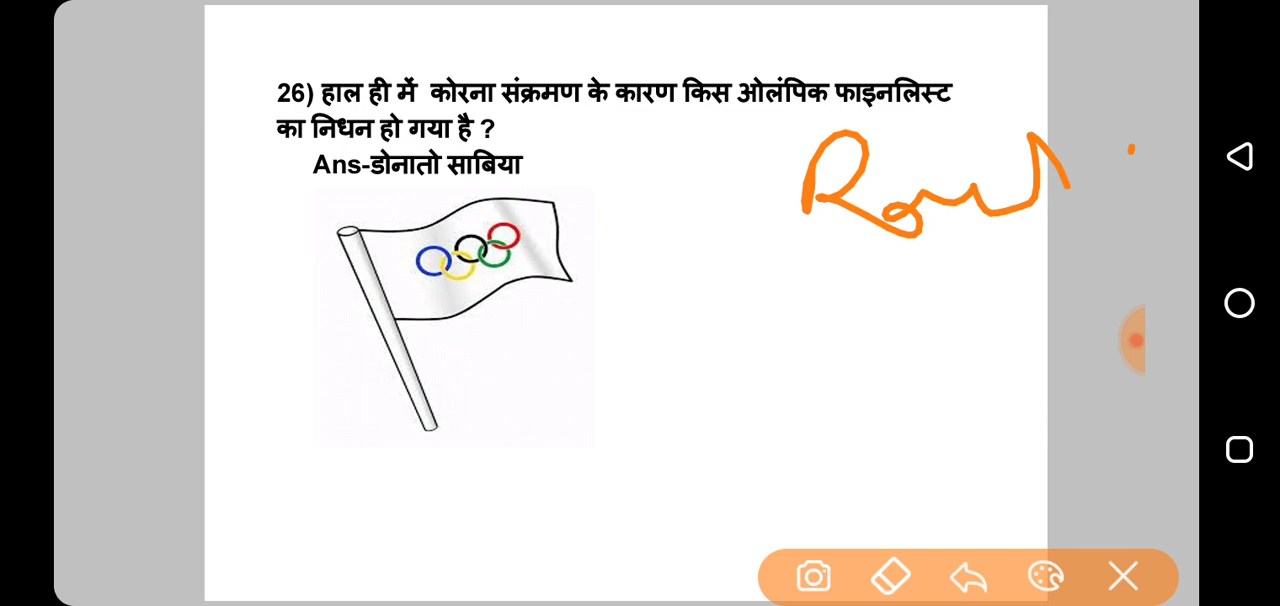 26) हाल ही में कोरना संक्रमण के कारण किस ओलंपिक फाइनलिस्ट
का निधन हो गया है ?
Ans-डोनातो साबिया